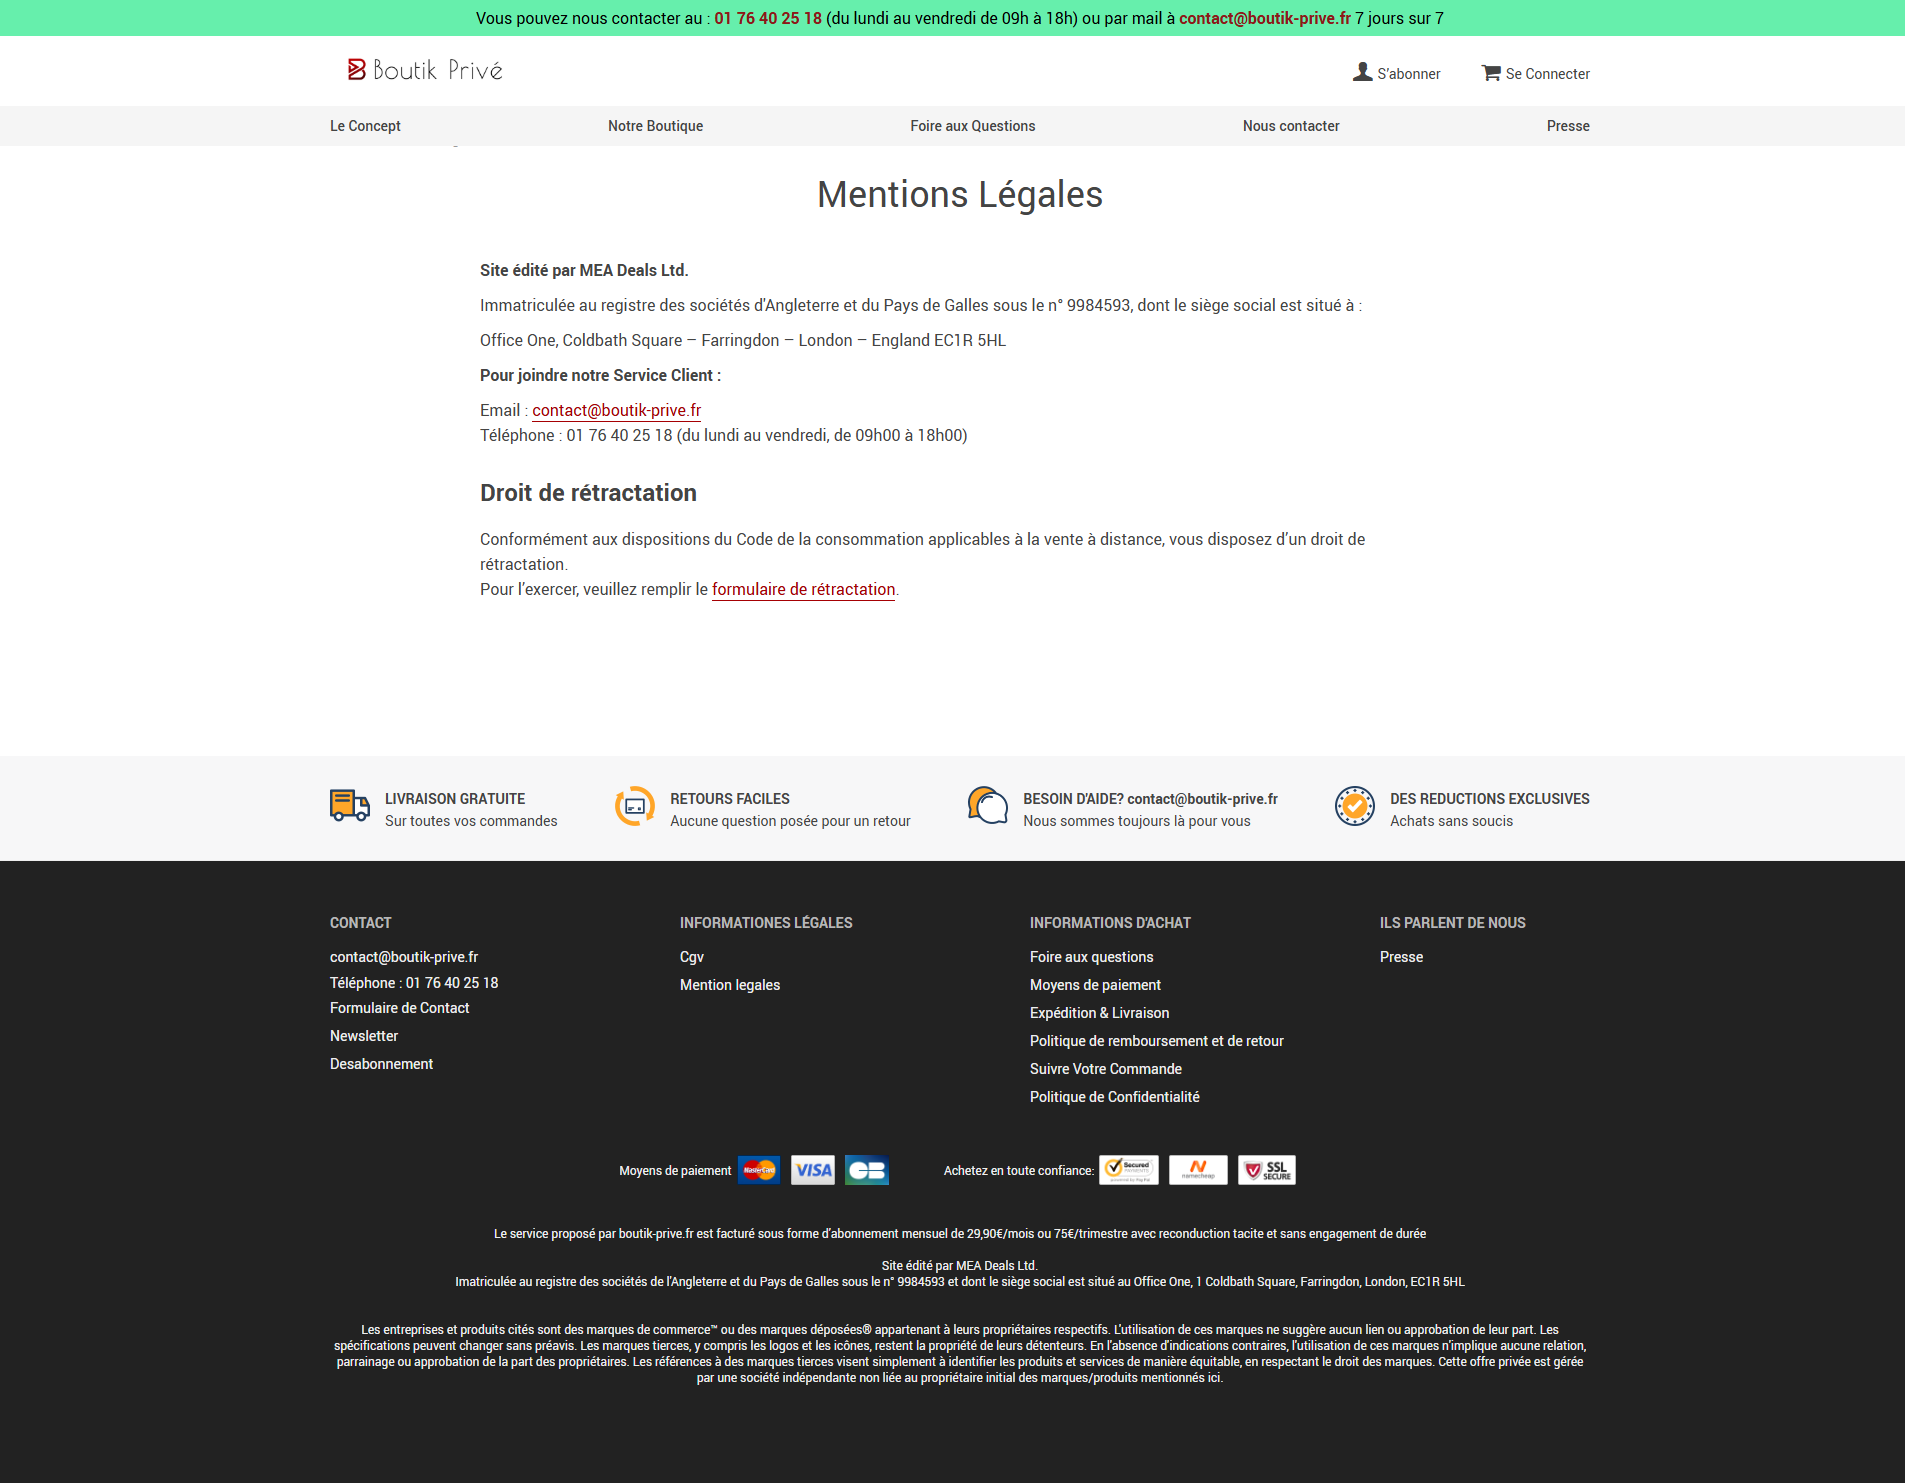 Vous pouvez nous contacter au : 01 76 40 25 18 (du lundi au vendredi de 09h à 18h) ou par mail à contact@boutik-prive.fr 7 jours sur 7
Boutik Privé
S'abonner
Se Connecter
Le Concept
Notre Boutique
Foire aux Questions
Nous contacter
Presse
Mentions Légales
Site édité par MEA Deals Ltd.
Immatriculée au registre des sociétés d'Angleterre et du Pays de Galles sous le n° 9984593, dont le siège social est situé à :
Office One, Coldbath Square – Farringdon – London – England EC1R 5HL
Pour joindre notre Service Client :
Email : contact@boutik-prive.fr
Téléphone : 01 76 40 25 18 (du lundi au vendredi, de 09h00 à 18h00)
Droit de rétractation
Conformément aux dispositions du Code de la consommation applicables à la vente à distance, vous disposez d’un droit de
rétractation.
Pour l’exercer, veuillez remplir le formulaire de rétractation.
LIVRAISON GRATUITE
Sur toutes vos commandes
RETOURS FACILES
Aucune question posée pour un retour
BESOIN D'AIDE? contact@boutik-prive.fr
Nous sommes toujours là pour vous
DES REDUCTIONS EXCLUSIVES
Achats sans soucis
CONTACT
contact@boutik-prive.fr
Téléphone : 01 76 40 25 18
Formulaire de Contact
Newsletter
Desabonnement
INFORMATIONES LÉGALES
Cgv
Mention legales
INFORMATIONS D'ACHAT
Foire aux questions
Moyens de paiement
Expédition & Livraison
Politique de remboursement et de retour
Suivre Votre Commande
Politique de Confidentialité
ILS PARLENT DE NOUS
Presse
Moyens de paiement
MasterCard
VISA
CB
Achetez en toute confiance:
Secured
namecheap
SSL
SECURE
Le service proposé par boutik-prive.fr est facturé sous forme d’abonnement mensuel de 29,90€/mois ou 75€/trimestre avec reconduction tacite et sans engagement de durée
Site édité par MEA Deals Ltd.
Imatriculée au registre des sociétés de l'Angleterre et du Pays de Galles sous le n° 9984593 et dont le siège social est situé au Office One, 1 Coldbath Square, Farringdon, London, EC1R 5HL
Les entreprises et produits cités sont des marques de commerce™ ou des marques déposées® appartenant à leurs propriétaires respectifs. L'utilisation de ces marques ne suggère aucun lien ou approbation de leur part. Les
spécifications peuvent changer sans préavis. Les marques tierces, y compris les logos et les icônes, restent la propriété de leurs détenteurs. En l'absence d'indications contraires, l'utilisation de ces marques n'implique aucune relation,
parrainage ou approbation de la part des propriétaires. Les références à des marques tierces visent simplement à identifier les produits et services de manière équitable, en respectant le droit des marques. Cette offre privée est gérée
par une société indépendante non liée au propriétaire initial des marques/produits mentionnés ici.